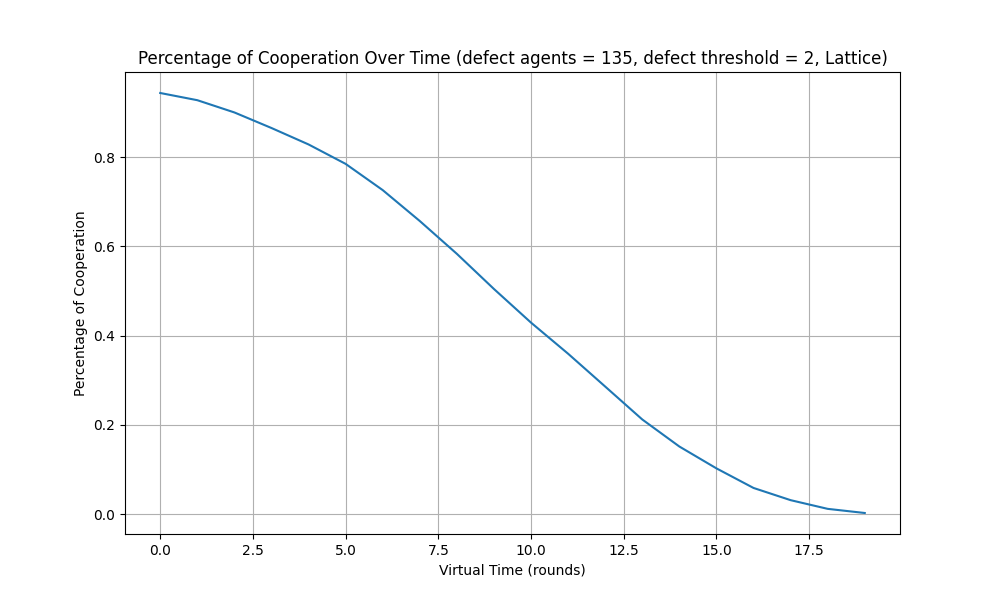 Percentage of Cooperation Over Time (defect agents = 135, defect threshold = 2, Lattice)
Percentage of Cooperation
0.8
0.6
0.4
0.2
0.0
0.0 2.5 5.0 7.5 10.0 12.5 15.0 17.5
Virtual Time (rounds)